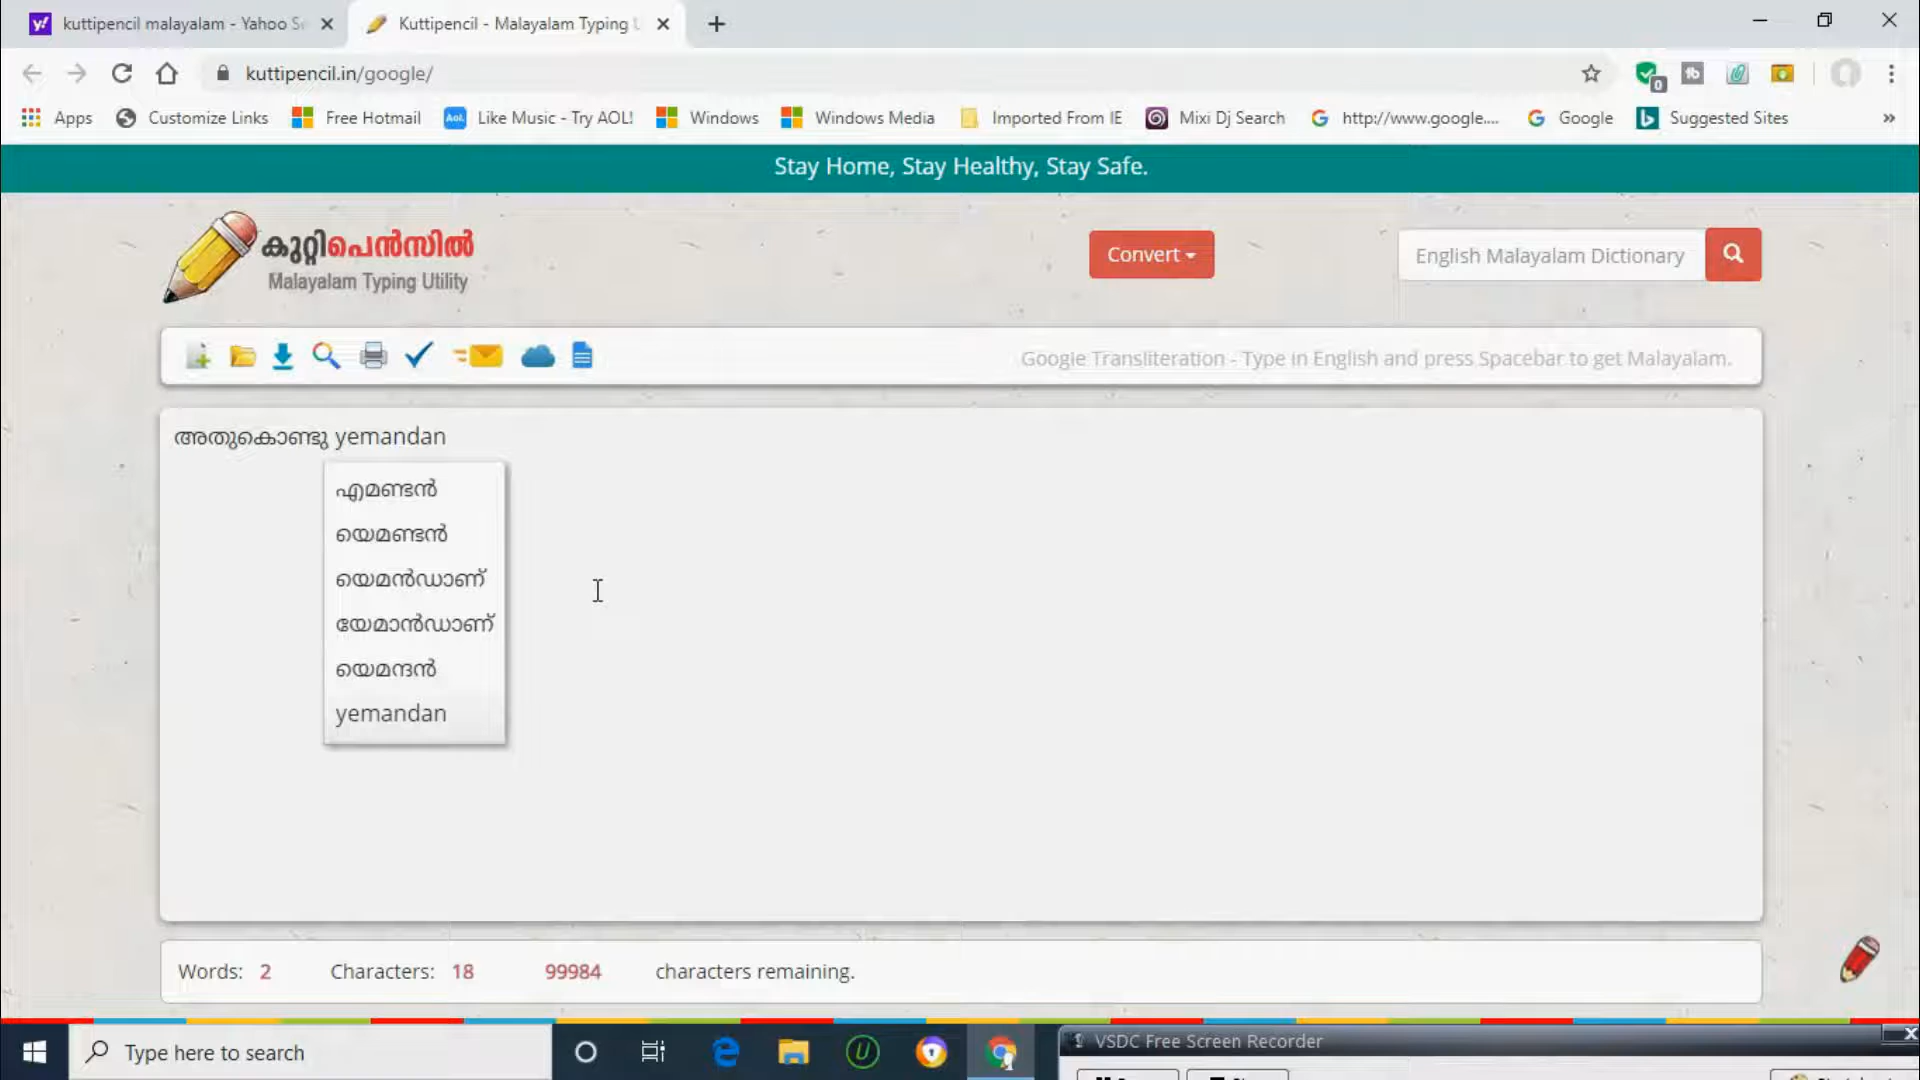 kuttipencil malayalam - Yahoo Se
Kuttipencil - Malayalam Typing U
kuttipencil.in/google/
Apps
Customize Links
Free Hotmail
Aol.
Like Music - Try AOL!
Windows
Windows Media
Imported From IE
Mixi Dj Search
http://www.google....
Google
Suggested Sites
Stay Home, Stay Healthy, Stay Safe.
കുറ്റിപെൻസിൽ
Malayalam Typing Utility
Convert
English Malayalam Dictionary
Google Transliteration - Type in English and press Spacebar to get Malayalam.
അതുകൊണ്ടു yemandan
എമണ്ടൻ
യെമണ്ടൻ
യെമൻഡാണ്
യേമാൻഡാണ്
യെമന്ദൻ
yemandan
Words: 2 Characters: 18 99984 characters remaining.
Type here to search
VSDC Free Screen Recorder